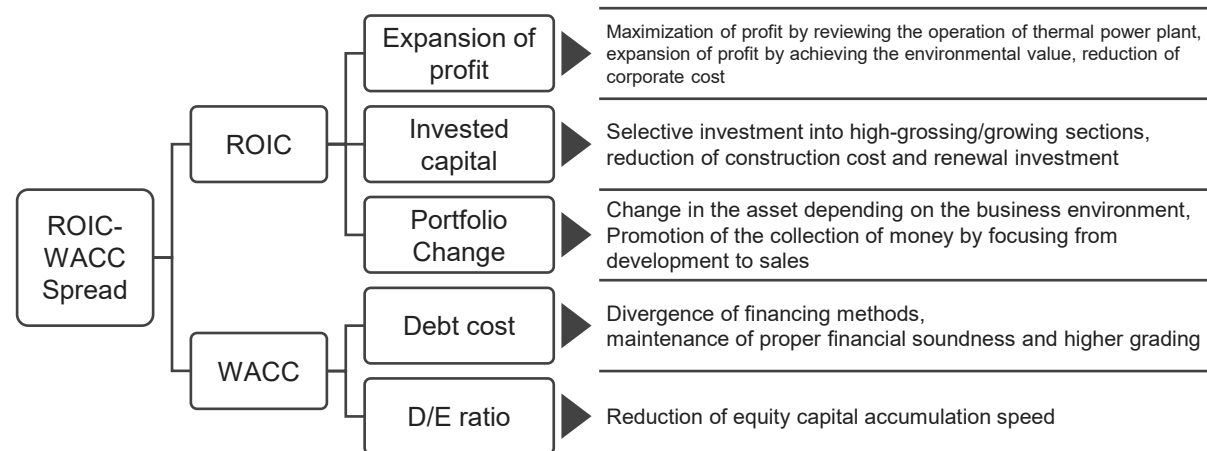 ROIC-
WACC
Spread
ROIC
WACC
Expansion of
profit
Maximization of profit by reviewing the operation of thermal power plant,
expansion of profit by achieving the environmental value, reduction of
corporate cost
Invested
capital
Selective investment into high-grossing/growing sections,
reduction of construction cost and renewal investment
Portfolio
Change
Change in the asset depending on the business environment,
Promotion of the collection of money by focusing from
development to sales
Debt cost
Divergence of financing methods,
maintenance of proper financial soundness and higher grading
D/E ratio
Reduction of equity capital accumulation speed